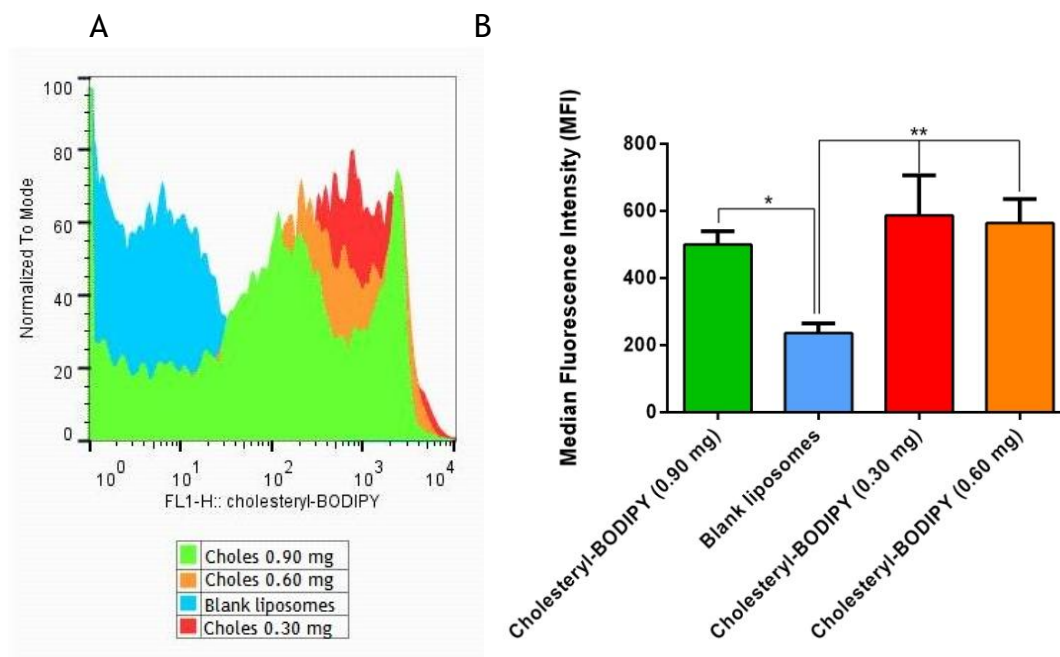 A
B
100
80
60
40
20
0
Normalized To Mode
10^0 10^1 10^2 10^3 10^4
FL1-H:: cholesteryl-BODIPY
Choles 0.90 mg
Choles 0.60 mg
Blank liposomes
Choles 0.30 mg
Median Fluorescence Intensity (MFI)
800
600
400
200
0
*
**
Cholesteryl-BODIPY (0.90 mg)
Blank liposomes
Cholesteryl-BODIPY (0.30 mg)
Cholesteryl-BODIPY (0.60 mg)